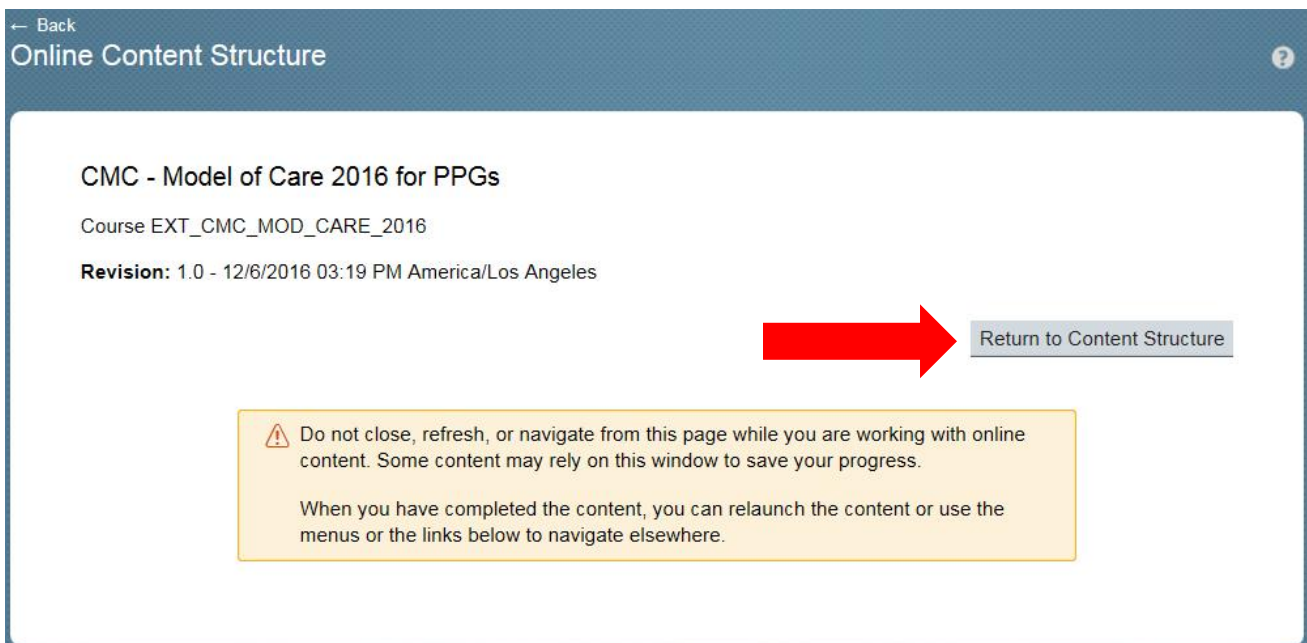 ← Back
Online Content Structure
CMC - Model of Care 2016 for PPGs
Course EXT_CMC_MOD_CARE_2016
Revision: 1.0 - 12/6/2016 03:19 PM America/Los Angeles
Return to Content Structure
Do not close, refresh, or navigate from this page while you are working with online
content. Some content may rely on this window to save your progress.
When you have completed the content, you can relaunch the content or use the
menus or the links below to navigate elsewhere.